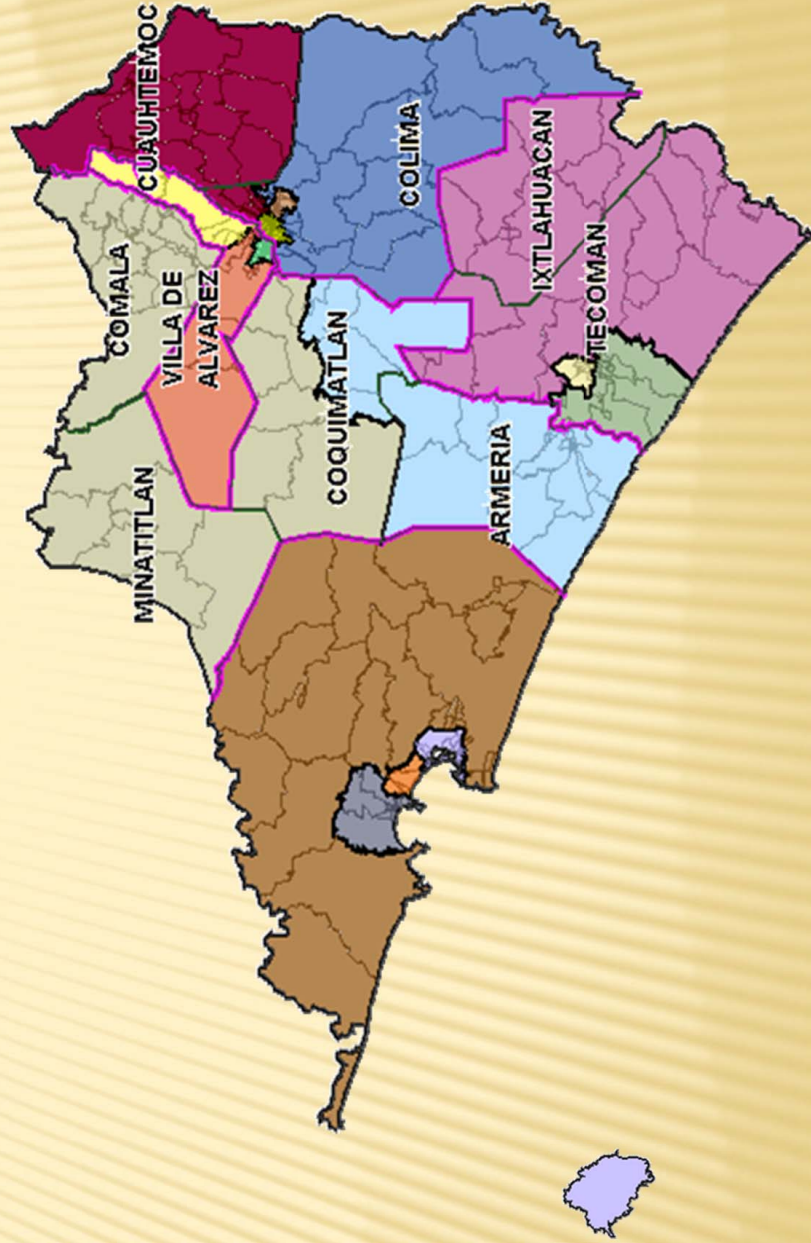 CUAUHTEMOC
COMALA
VILLA DE
ALVAREZ
COLIMA
MINATITLAN
COQUIMATLAN
IXTLAHUACAN
TECOMAN
ARMERIA